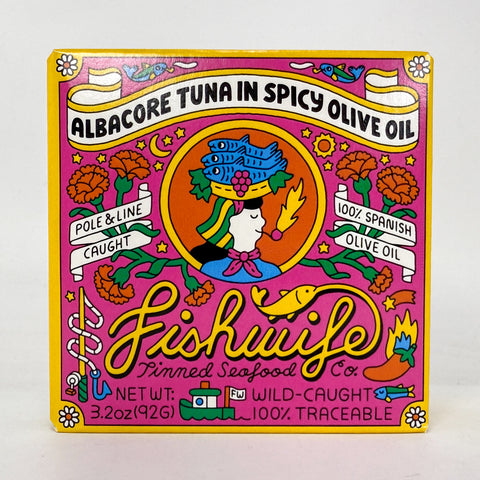 ALBACORE TUNA IN SPICY OLIVE OIL
POLE & LINE
CAUGHT
100% SPANISH
OLIVE OIL
Fishwife
Tinned Seafood Co.
NET WT:
3.2oz (92G)
FW
WILD-CAUGHT
100% TRACEABLE